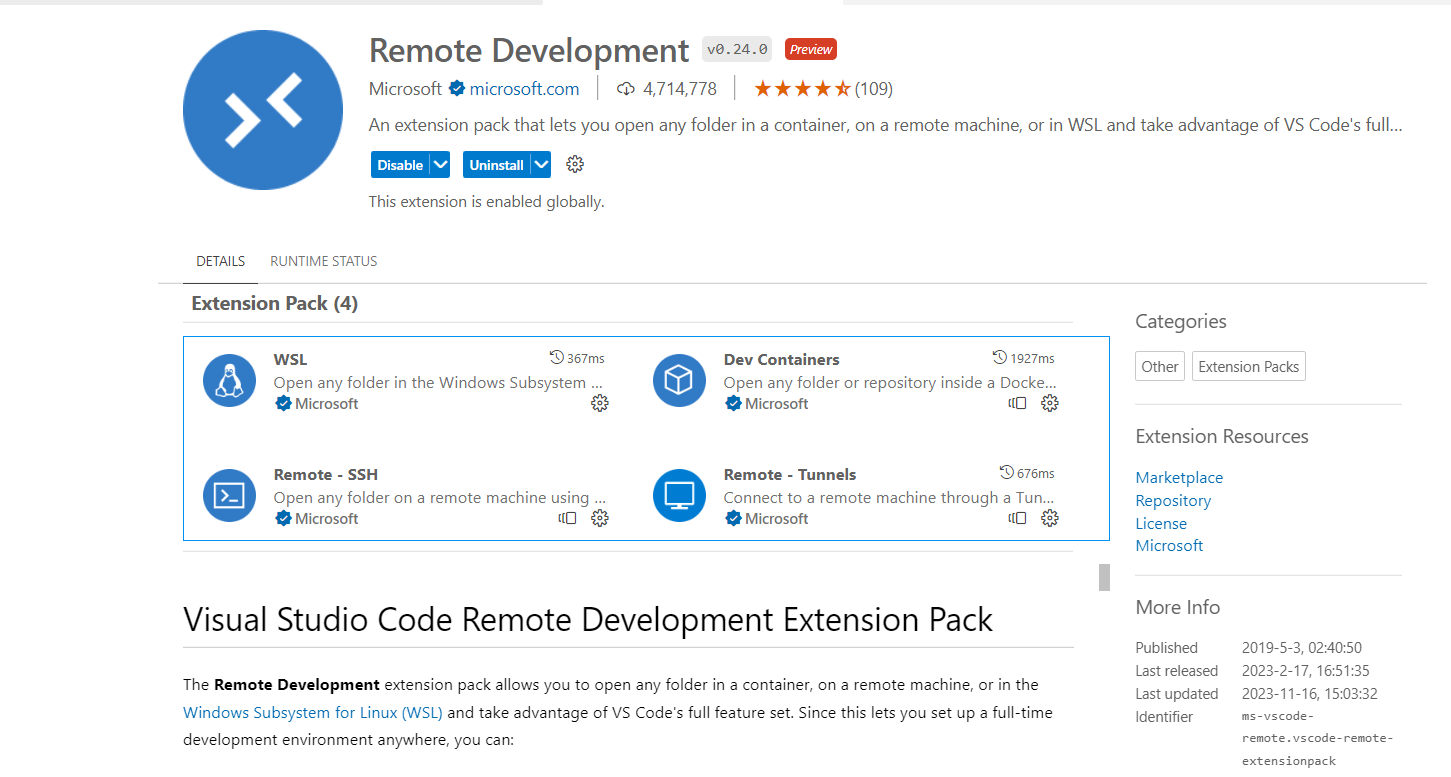 Remote Development v0.24.0 Preview
Microsoft microsoft.com 4,714,778 (109)
An extension pack that lets you open any folder in a container, on a remote machine, or in WSL and take advantage of VS Code's full...
Disable Uninstall
This extension is enabled globally.
DETAILS RUNTIME STATUS
Extension Pack (4)
WSL 367ms
Open any folder in the Windows Subsystem ...
Microsoft
Dev Containers 1927ms
Open any folder or repository inside a Docke...
Microsoft
Remote - SSH
Open any folder on a remote machine using ...
Microsoft
Remote - Tunnels 676ms
Connect to a remote machine through a Tun...
Microsoft
Visual Studio Code Remote Development Extension Pack
The Remote Development extension pack allows you to open any folder in a container, on a remote machine, or in the
Windows Subsystem for Linux (WSL) and take advantage of VS Code's full feature set. Since this lets you set up a full-time
development environment anywhere, you can:
Categories
Other Extension Packs
Extension Resources
Marketplace
Repository
License
Microsoft
More Info
Published 2019-5-3, 02:40:50
Last released 2023-2-17, 16:51:35
Last updated 2023-11-16, 15:03:32
Identifier ms-vscode-
remote.vscode-remote-
extensionpack